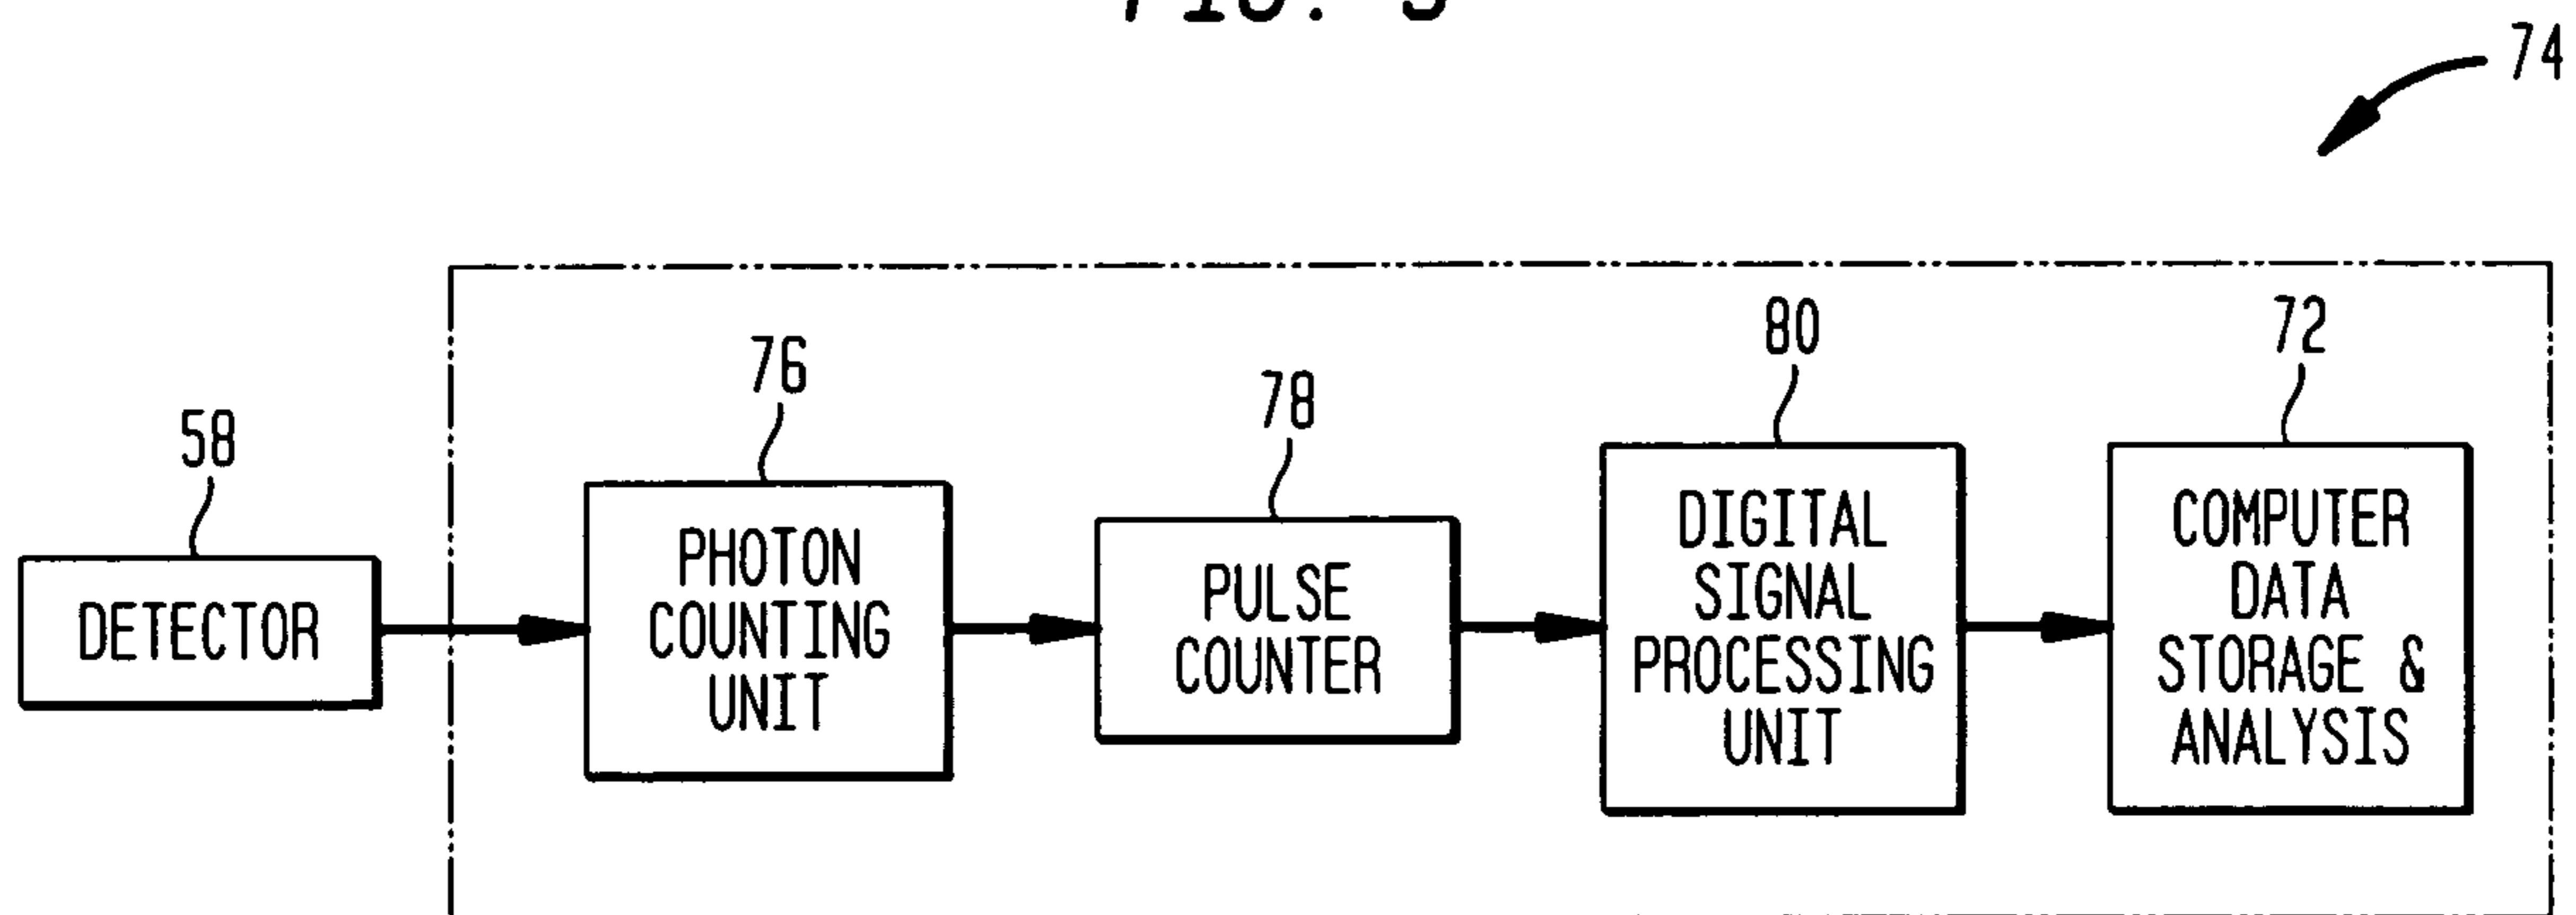 74
58
DETECTOR
76
PHOTON
COUNTING
UNIT
78
PULSE
COUNTER
80
DIGITAL
SIGNAL
PROCESSING
UNIT
72
COMPUTER
DATA
STORAGE &
ANALYSIS